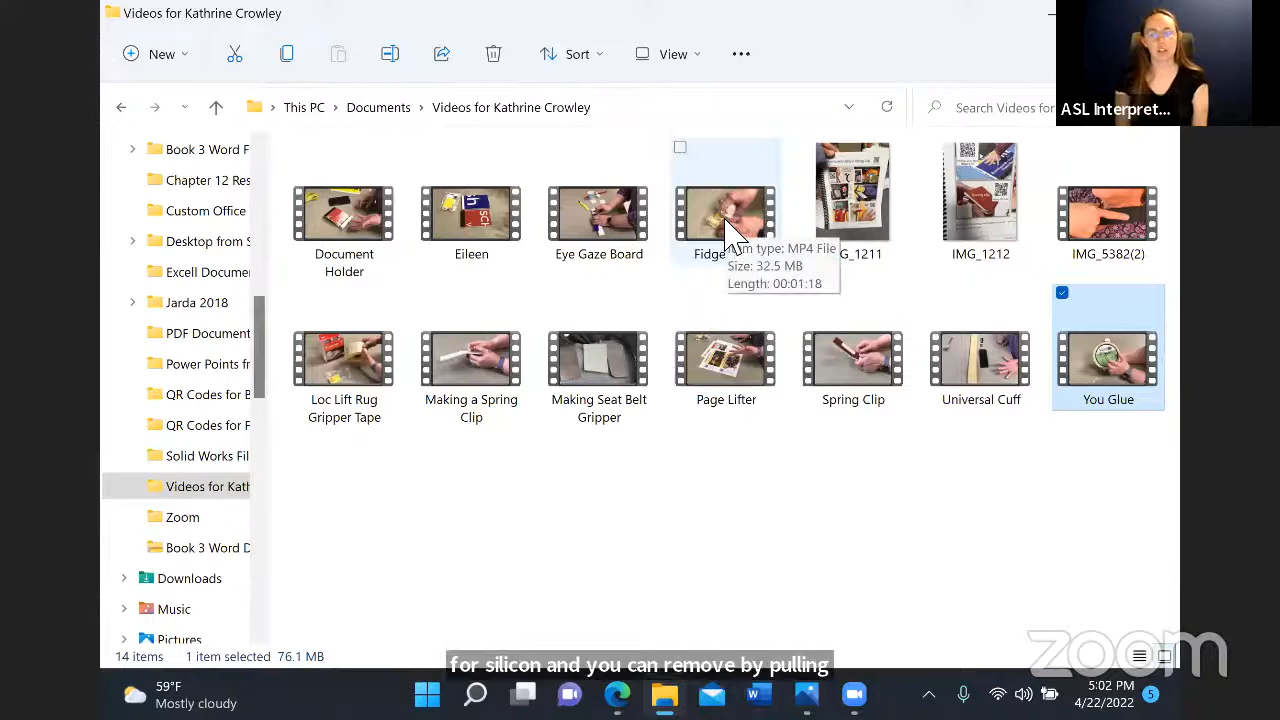 Videos for Kathrine Crowley
New
Sort
View
This PC > Documents > Videos for Kathrine Crowley
Search Videos for
ASL Interpret...
Book 3 Word F
Chapter 12 Res
Custom Office
Desktop from S
Excell Documen
Jarda 2018
PDF Document
Power Points fr
QR Codes for B
QR Codes for F
Solid Works Fil
Videos for Kath
Zoom
Book 3 Word D
Downloads
Music
Pictures
Document Holder
Eileen
Eye Gaze Board
Fidge
_1211
IMG_1212
IMG_5382(2)
Item type: MP4 File
Size: 32.5 MB
Length: 00:01:18
Loc Lift Rug Gripper Tape
Making a Spring Clip
Making Seat Belt Gripper
Page Lifter
Spring Clip
Universal Cuff
You Glue
14 items
1 item selected 76.1 MB
for silicon and you can remove by pulling
zoom
59°F
Mostly cloudy
5:02 PM
4/22/2022
5